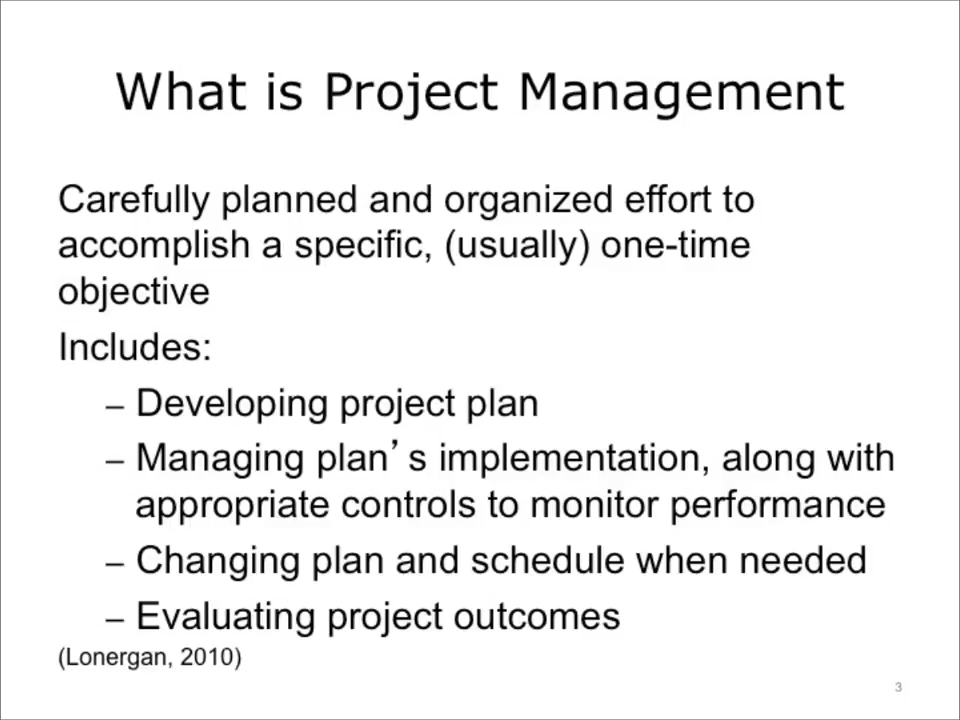 What is Project Management
Carefully planned and organized effort to
accomplish a specific, (usually) one-time
objective
Includes:
– Developing project plan
– Managing plan’s implementation, along with
appropriate controls to monitor performance
– Changing plan and schedule when needed
– Evaluating project outcomes
(Lonergan, 2010)
3